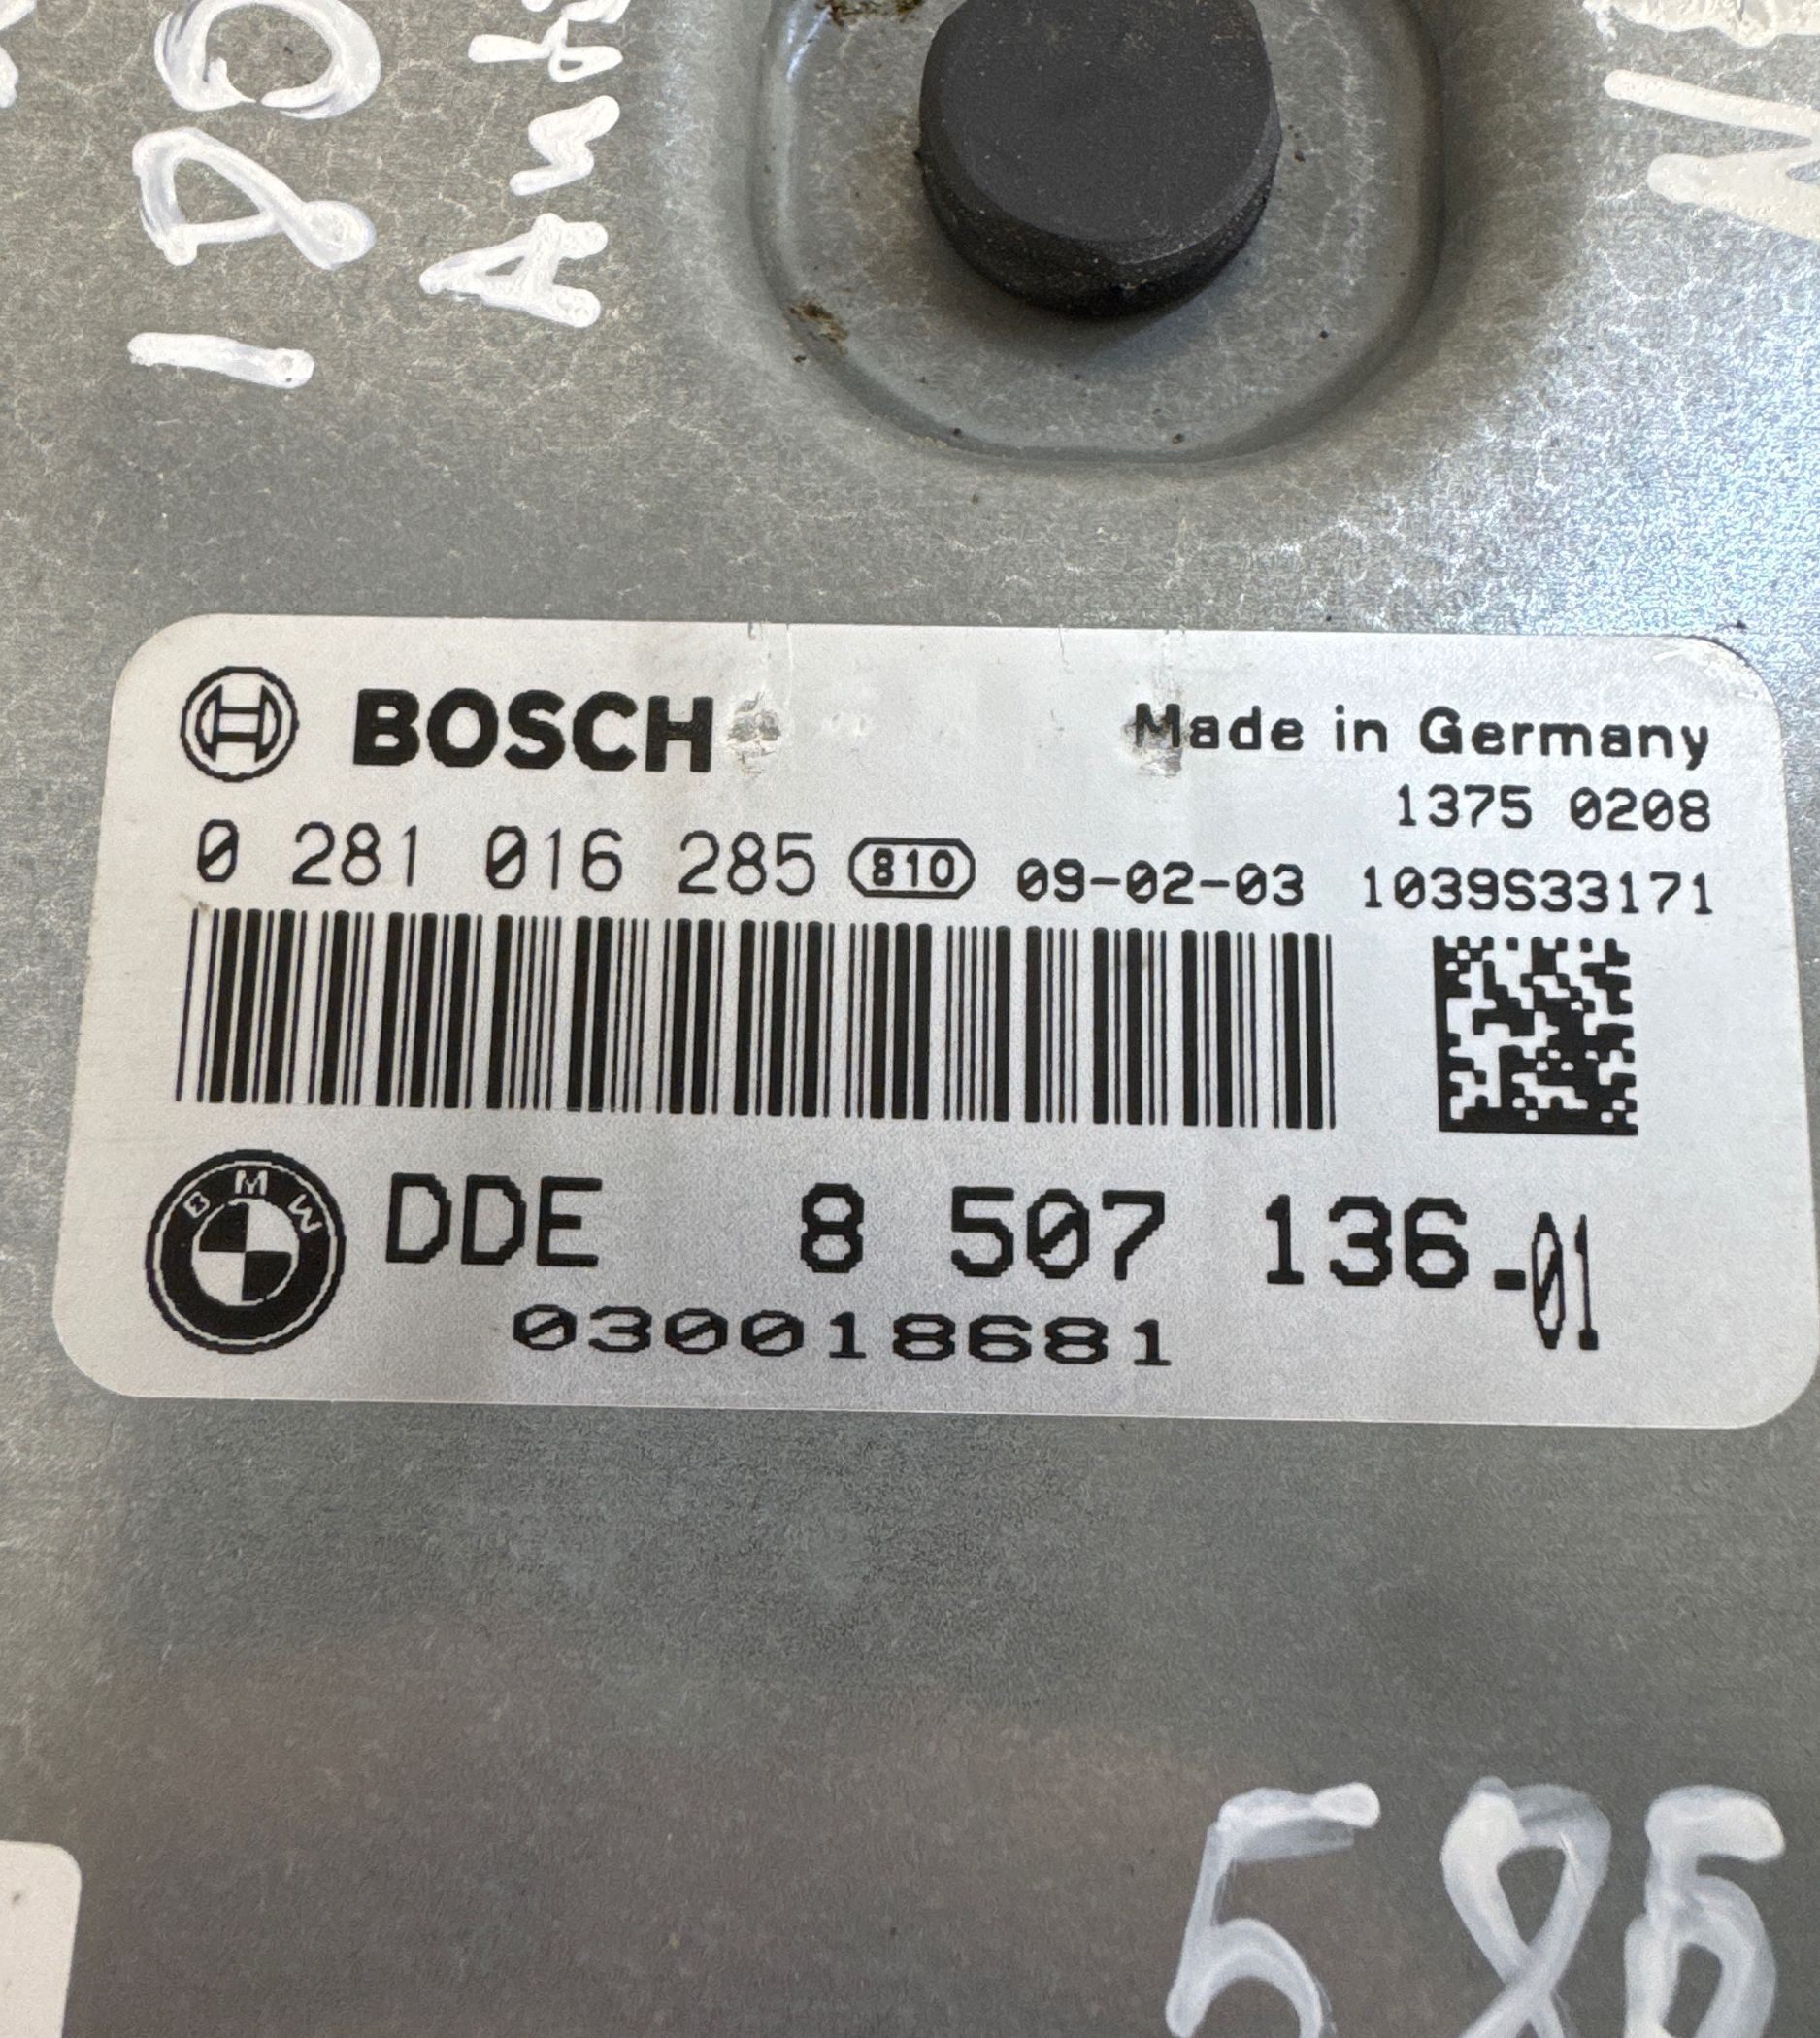 180
BOSCH
Made in Germany
1375 0208
0 281 016 285 810 09-02-03 1039S33171
BMW
DDE 8 507 136-01
030018681
585